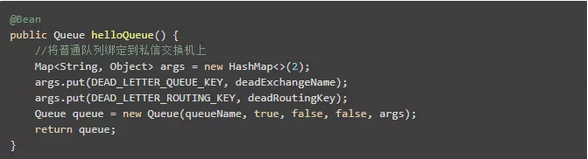 @Bean
public Queue helloQueue() {
//将普通队列绑定到私信交换机上
Map<String, Object> args = new HashMap<>(2);
args.put(DEAD_LETTER_QUEUE_KEY, deadExchangeName);
args.put(DEAD_LETTER_ROUTING_KEY, deadRoutingKey);
Queue queue = new Queue(queueName, true, false, false, args);
return queue;
}